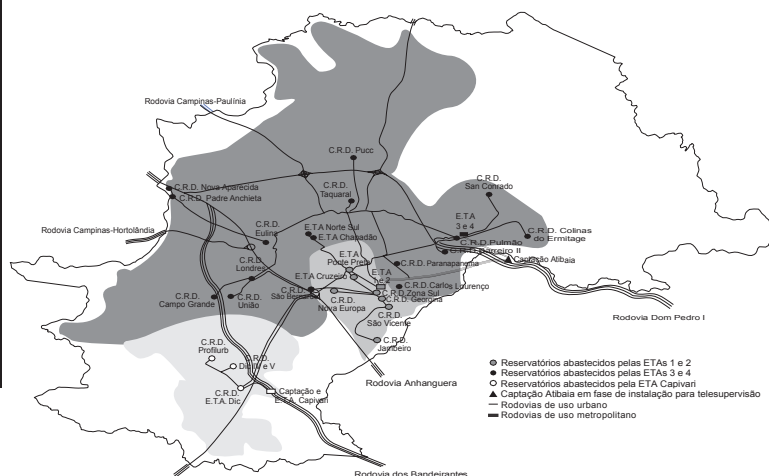 Rodovia Campinas-Paulínia
C.R.D. Pucc
C.R.D.
San Conrado
C.R.D. Nova Aparecida
C.R.D. Padre Anchieta
C.R.D.
Taquaral
Rodovia Campinas-Hortolândia
C.R.D.
Eulina
E.T.A Norte Sul
E.T.A Chapadão
E.T.A
3 e 4
C.R.D. Colinas
do Ermitage
C.R.D.Pulmão
Captação Atibaia
E.T.A
Ponte Preta
C.R.D. Paranapanema
C.R.D.
Londres
E.T.A Cruzeiro
E.T.A
1 e 2
C.R.D.Carlos Lourenço
C.R.D.
Campo Grande
C.R.D.
União
C.R.D.
São Bernardo
C.R.D.Zona Sul
C.R.D. Georgina
C.R.D.
Nova Europa
C.R.D.
São Vicente
Rodovia Dom Pedro I
C.R.D.
Jambeiro
C.R.D.
Profilurb
C.R.D.
Dic IV e V
Rodovia Anhanguera
C.R.D.
E.T.A. Dic
Captação e
E.T.A. Capivari
Reservatórios abastecidos pelas ETAs 1 e 2
Reservatórios abastecidos pelas ETAs 3 e 4
Reservatórios abastecidos pela ETA Capivari
Captação Atibaia em fase de instalação para telesupervisão
Rodovias de uso urbano
Rodovias de uso metropolitano
Rodovia dos Bandeirantes